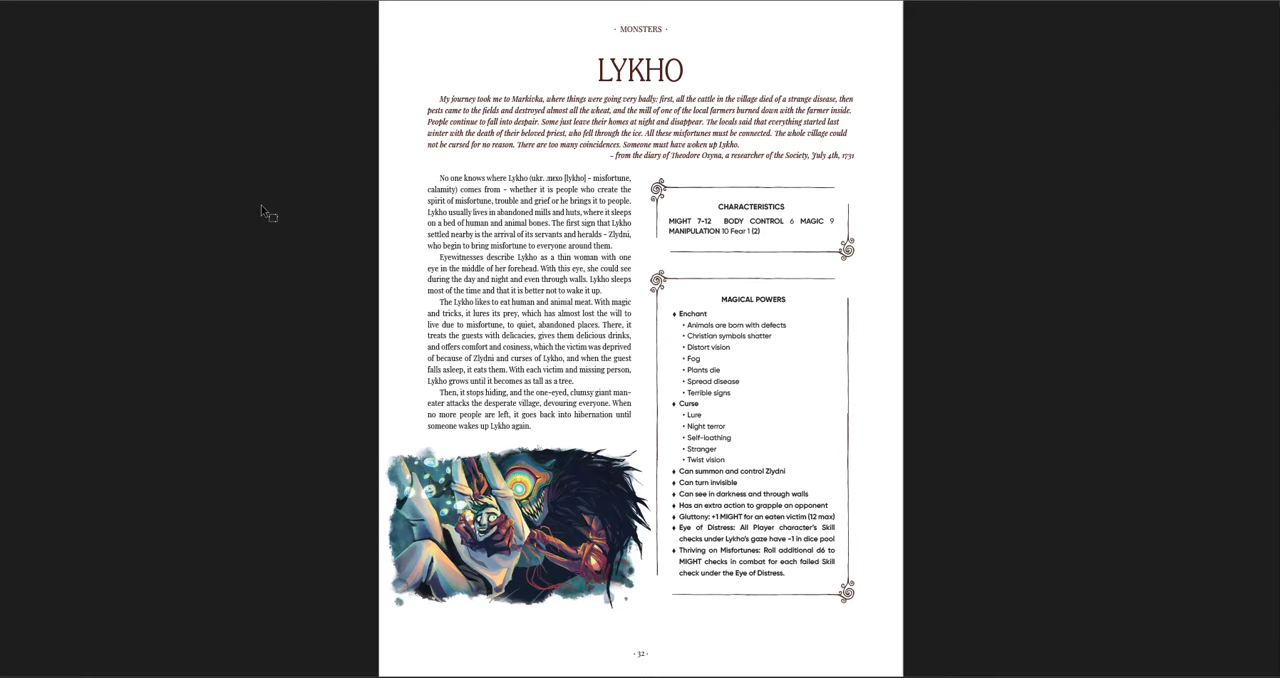 · MONSTERS ·
LYKHO
My journey took me to Markivka, where things were going very badly: first, all the cattle in the village died of a strange disease, then
pests came to the fields and destroyed almost all the wheat, and the mill of one of the local farmers burned down with the farmer inside.
People continue to fall into despair. Some just leave their homes at night and disappear. The locals said that everything started last
winter with the death of their beloved priest, who fell through the ice. All these misfortunes must be connected. The whole village could
not be cursed for no reason. There are too many coincidences. Someone must have woken up Lykho.
– from the diary of Theodore Osyna, a researcher of the Society, July 4th, 1731
No one knows where Lykho (ukr. лихо [lykho] – misfortune,
calamity) comes from – whether it is people who create the
spirit of misfortune, trouble and grief or he brings it to people.
Lykho usually lives in abandoned mills and huts, where it sleeps
on a bed of human and animal bones. The first sign that Lykho
settled nearby is the arrival of its servants and heralds – Zlydni,
who begin to bring misfortune to everyone around them.
Eyewitnesses describe Lykho as a thin woman with one
eye in the middle of her forehead. With this eye, she could see
during the day and night and even through walls. Lykho sleeps
most of the time and that it is better not to wake it up.
The Lykho likes to eat human and animal meat. With magic
and tricks, it lures its prey, which has almost lost the will to
live due to misfortune, to quiet, abandoned places. There, it
treats the guests with delicacies, gives them delicious drinks,
and offers comfort and cosiness, which the victim was deprived
of because of Zlydni and curses of Lykho, and when the guest
falls asleep, it eats them. With each victim and missing person,
Lykho grows until it becomes as tall as a tree.
Then, it stops hiding, and the one-eyed, clumsy giant man-
eater attacks the desperate village, devouring everyone. When
no more people are left, it goes back into hibernation until
someone wakes up Lykho again.
CHARACTERISTICS
MIGHT 7-12 BODY CONTROL 6 MAGIC 9
MANIPULATION 10 Fear 1 (2)
MAGICAL POWERS
♦ Enchant
• Animals are born with defects
• Christian symbols shatter
• Distort vision
• Fog
• Plants die
• Spread disease
• Terrible signs
♦ Curse
• Lure
• Night terror
• Self-loathing
• Stranger
• Twist vision
♦ Can summon and control Zlydni
♦ Can turn invisible
♦ Can see in darkness and through walls
♦ Has an extra action to grapple an opponent
♦ Gluttony: +1 MIGHT for an eaten victim (12 max)
♦ Eye of Distress: All Player character's Skill
checks under Lykho's gaze have -1 in dice pool
♦ Thriving on Misfortunes: Roll additional d6 to
MIGHT checks in combat for each failed Skill
check under the Eye of Distress.
· 32 ·